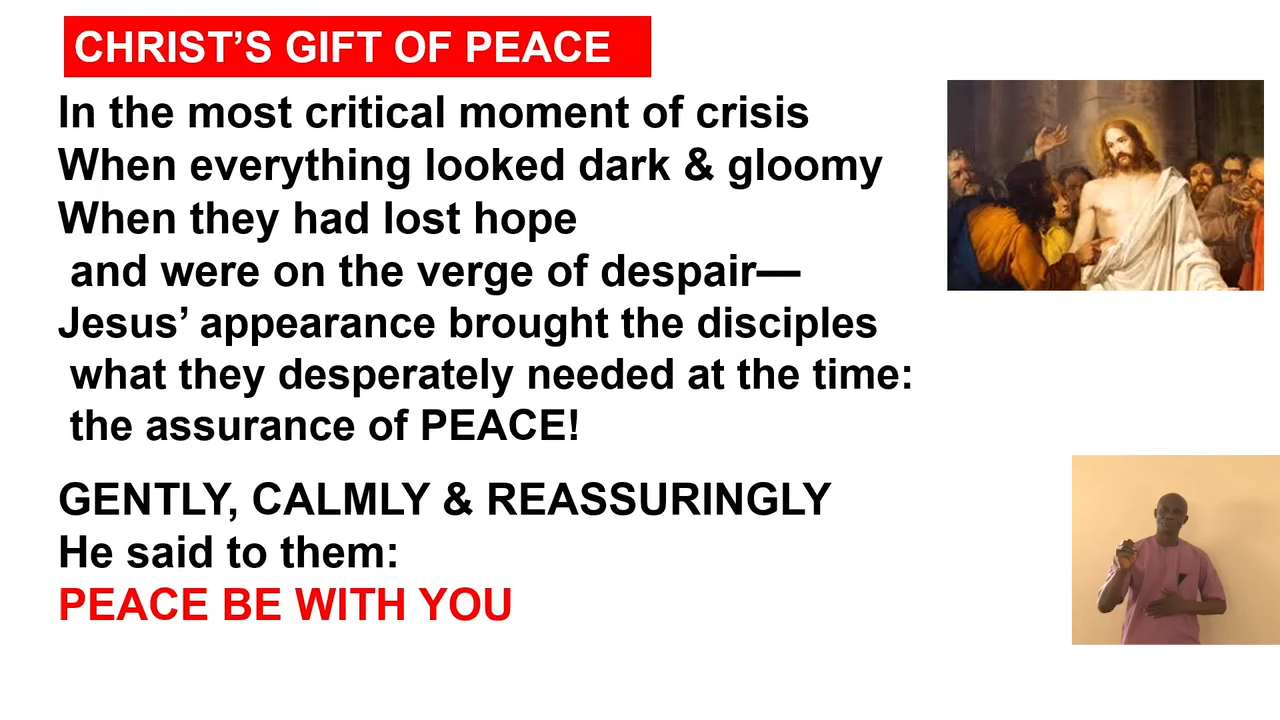 CHRIST’S GIFT OF PEACE
In the most critical moment of crisis
When everything looked dark & gloomy
When they had lost hope
and were on the verge of despair—
Jesus’ appearance brought the disciples
what they desperately needed at the time:
the assurance of PEACE!
GENTLY, CALMLY & REASSURINGLY
He said to them:
PEACE BE WITH YOU